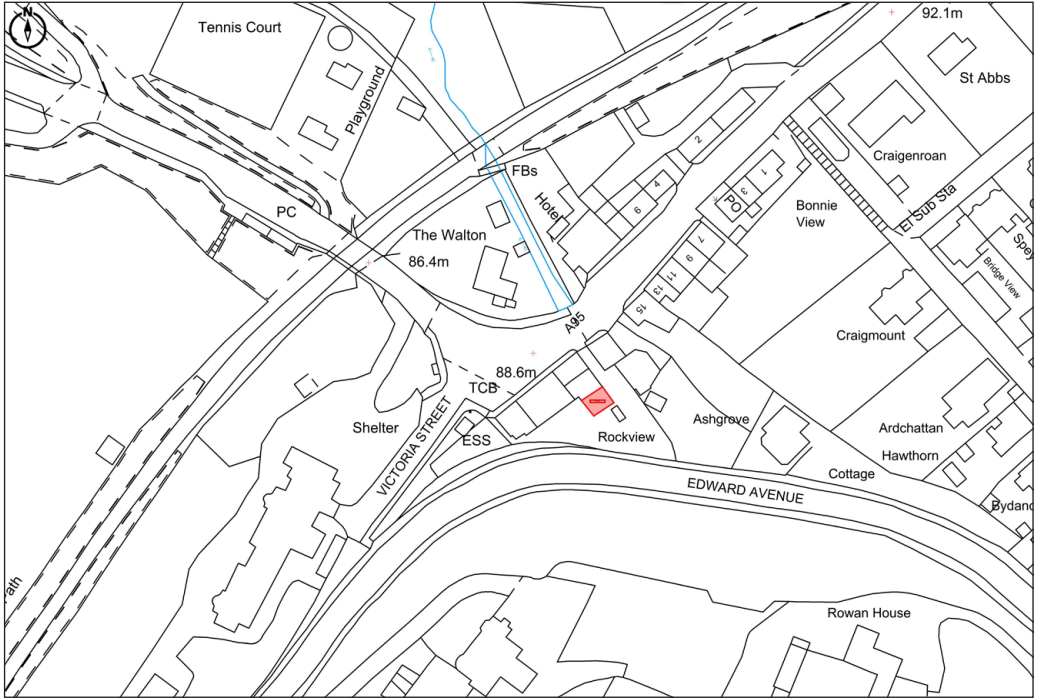 N
92.1m
Tennis Court
St Abbs
Playground
2
Craigenroan
FBs
1
3
PO
4
6
Hotel
El Sub Sta
Bonnie
View
PC
The Walton
Spey
7
9
11
13
15
Bridge View
86.4m
A95
Craigmount
88.6m
TCB
Shelter
VICTORIA STREET
ESS
Rockview
Ashgrove
Ardchattan
Hawthorn
Cottage
EDWARD AVENUE
Bydand
Path
Rowan House